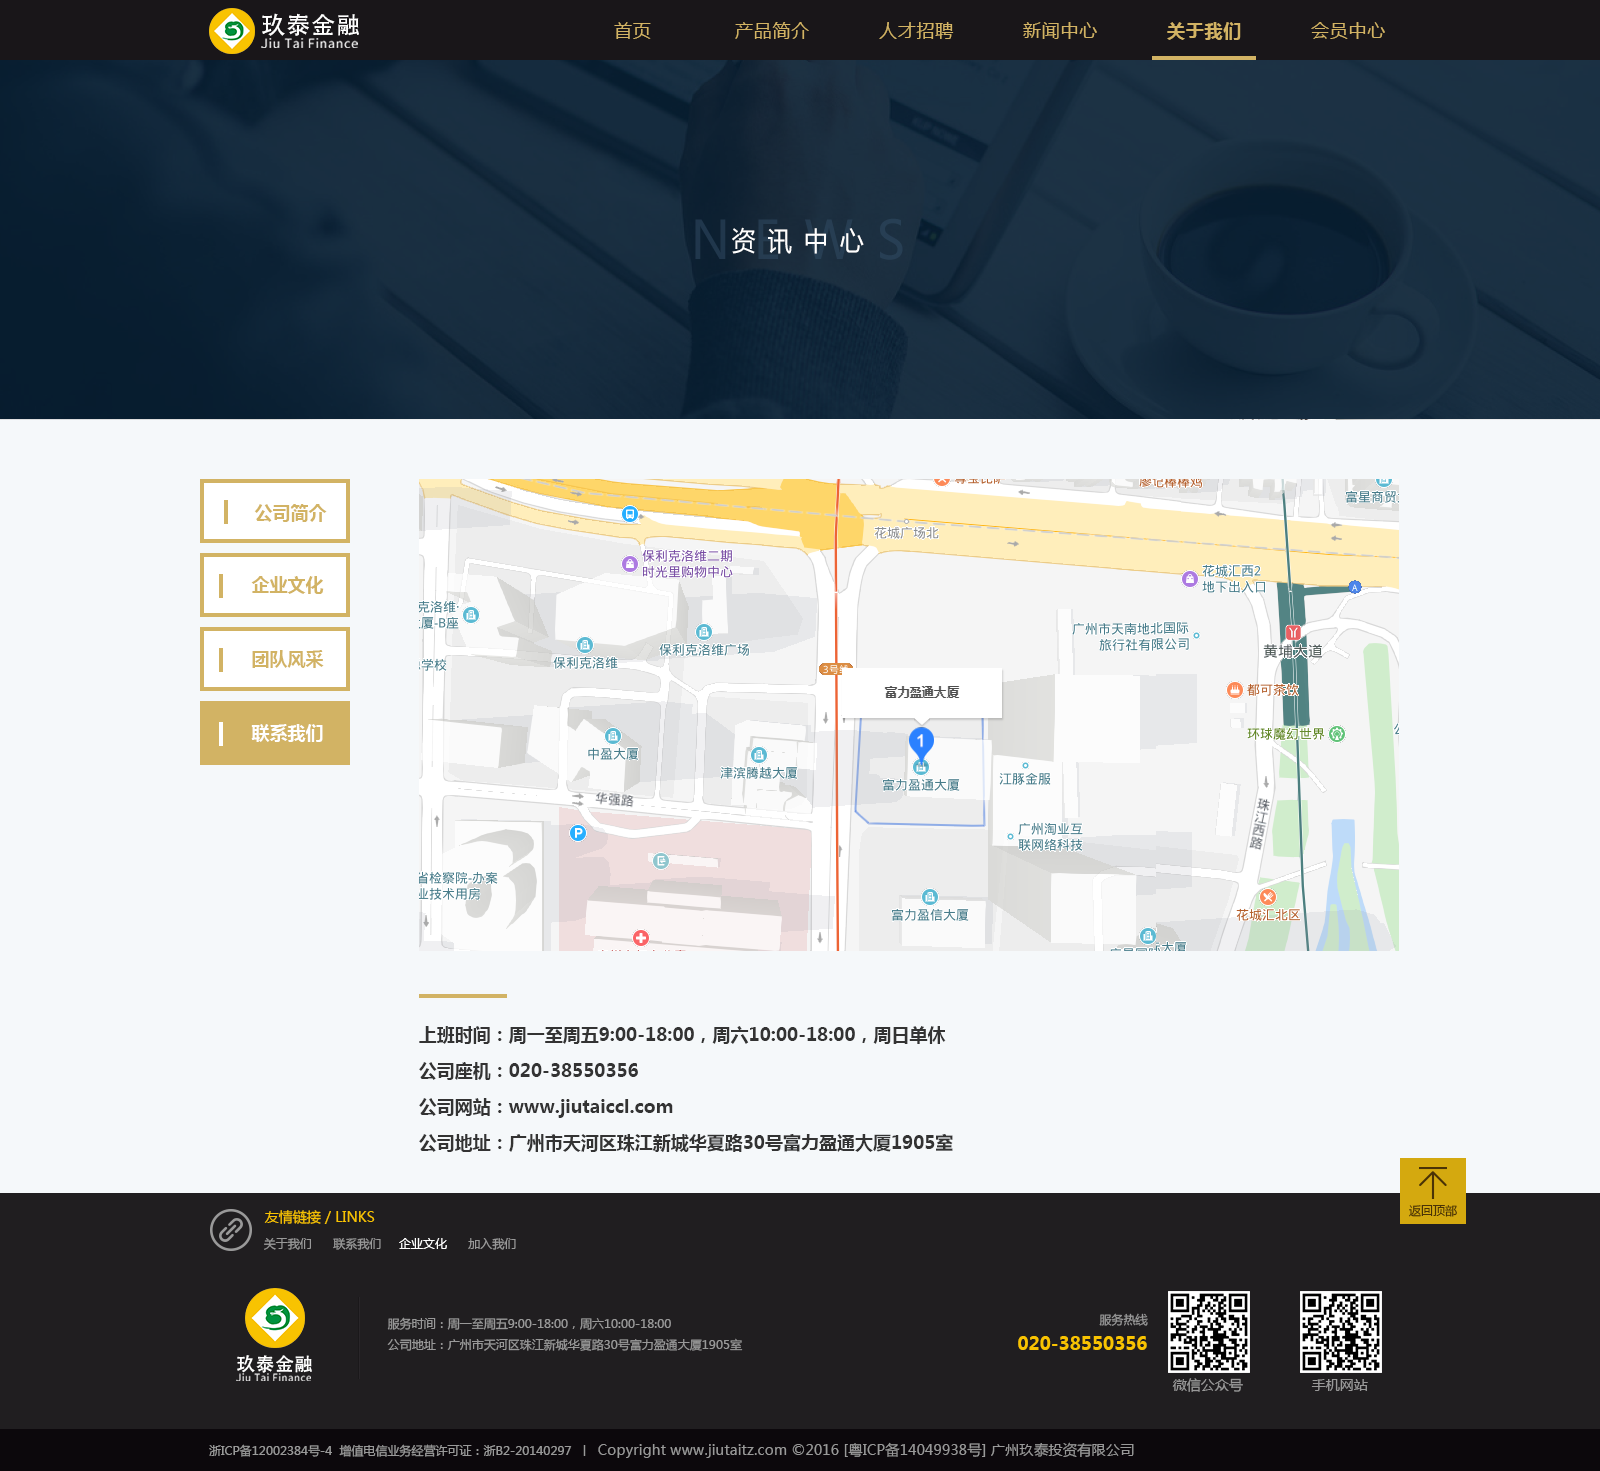 玖泰金融
Jiu Tai Finance
首页
产品简介
人才招聘
新闻中心
关于我们
会员中心
NEWS
资讯中心
公司简介
企业文化
团队风采
联系我们
廖记棒棒鸡
富星商贸
花城广场北
保利克洛维二期
时光里购物中心
花城汇西2
地下出入口
A
克洛维·
厦-B座
保利克洛维
保利克洛维广场
广州市天南地北国际
旅行社有限公司
黄埔大道
学校
3号线
都可茶饮
富力盈通大厦
1
环球魔幻世界
中盈大厦
津滨腾越大厦
富力盈通大厦
江豚金服
华强路
P
珠江西路
广州淘业互
联网络科技
省检察院-办案
业技术用房
富力盈信大厦
花城汇北区
上班时间：周一至周五9:00-18:00，周六10:00-18:00，周日单休
公司座机：020-38550356
公司网站：www.jiutaiccl.com
公司地址：广州市天河区珠江新城华夏路30号富力盈通大厦1905室
返回顶部
友情链接 / LINKS
关于我们
联系我们
企业文化
加入我们
玖泰金融
Jiu Tai Finance
服务时间：周一至周五9:00-18:00，周六10:00-18:00
公司地址：广州市天河区珠江新城华夏路30号富力盈通大厦1905室
服务热线
020-38550356
微信公众号
手机网站
浙ICP备12002384号-4 增值电信业务经营许可证：浙B2-20140297 | Copyright www.jiutaitz.com ©2016 [粤ICP备14049938号] 广州玖泰投资有限公司